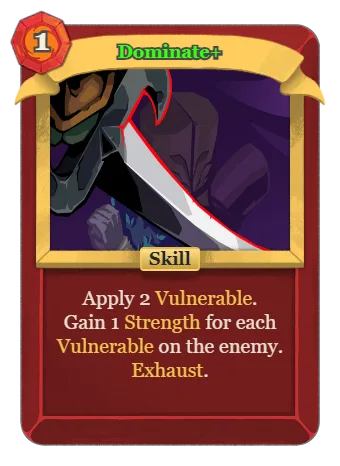 1
Dominate+
Skill
Apply 2 Vulnerable.
Gain 1 Strength for each
Vulnerable on the enemy.
Exhaust.